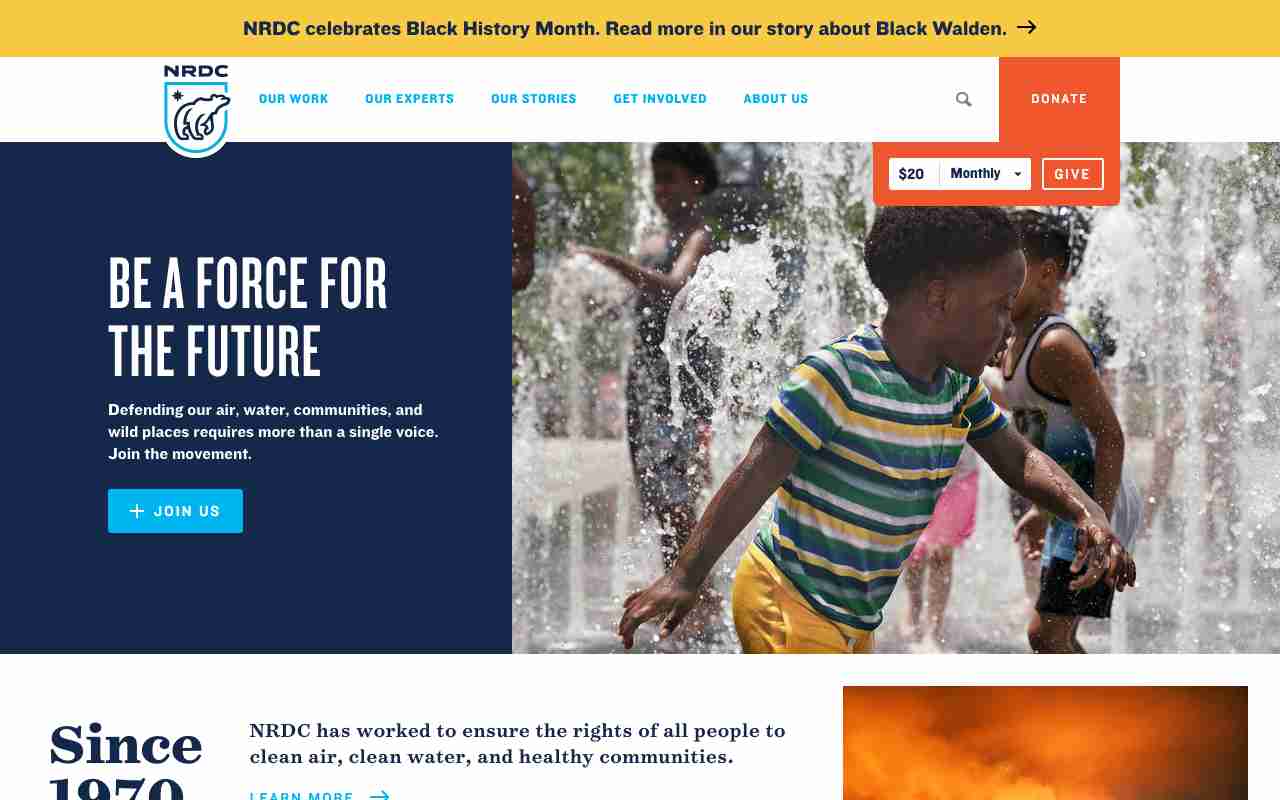 NRDC celebrates Black History Month. Read more in our story about Black Walden.
NRDC
OUR WORK
OUR EXPERTS
OUR STORIES
GET INVOLVED
ABOUT US
DONATE
$20
Monthly
GIVE
BE A FORCE FOR
THE FUTURE
Defending our air, water, communities, and
wild places requires more than a single voice.
Join the movement.
JOIN US
Since
1970
NRDC has worked to ensure the rights of all people to
clean air, clean water, and healthy communities.
LEARN MORE